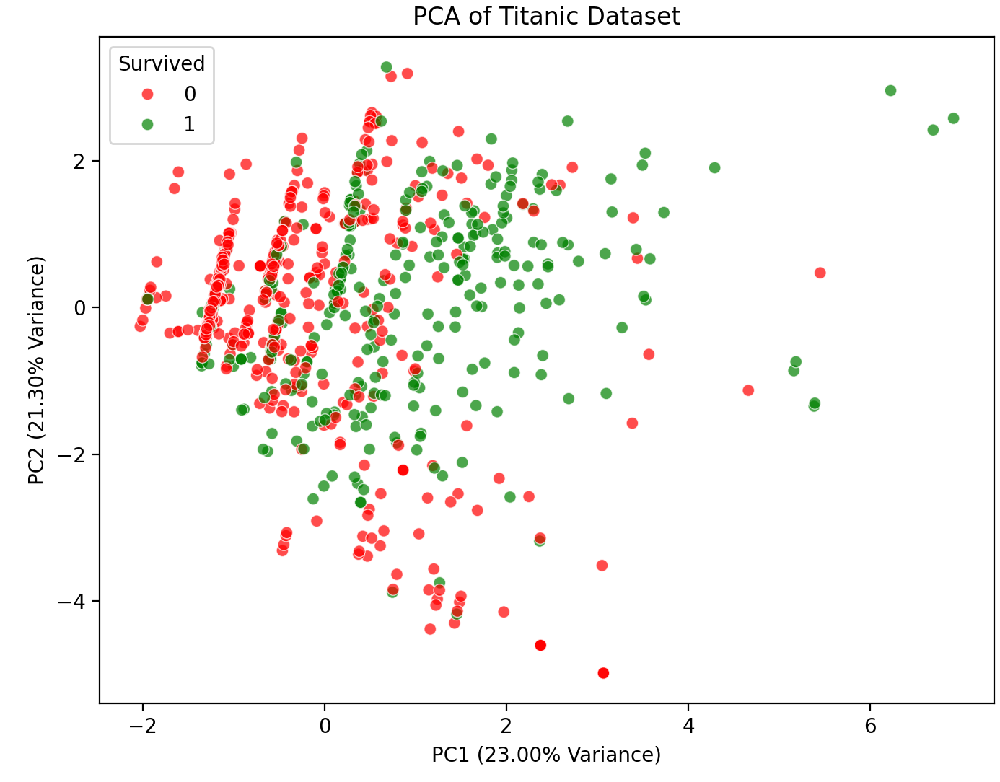 PCA of Titanic Dataset
Survived
0
1
PC2 (21.30% Variance)
2
0
−2
−4
−2
0
2
4
6
PC1 (23.00% Variance)